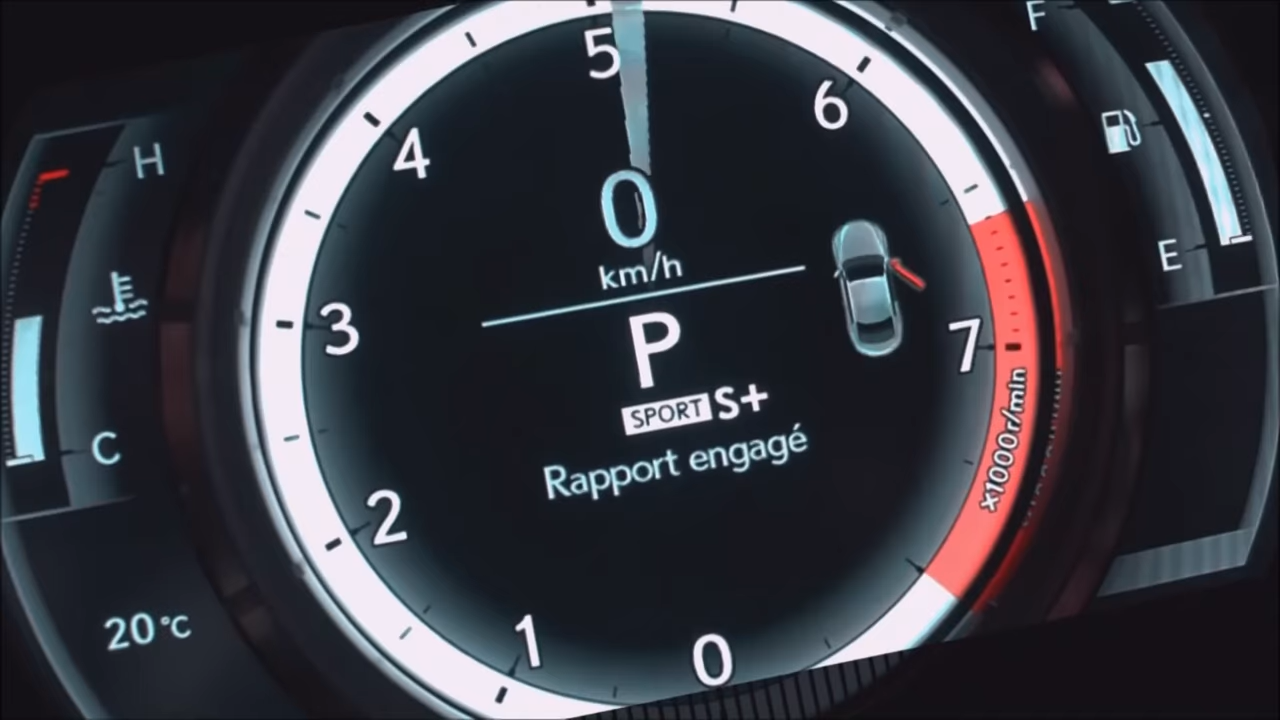 5
6
4
3
2
1
0
7
x1000r/min
0
km/h
P
SPORT S+
Rapport engagé
H
C
20°C
F
E